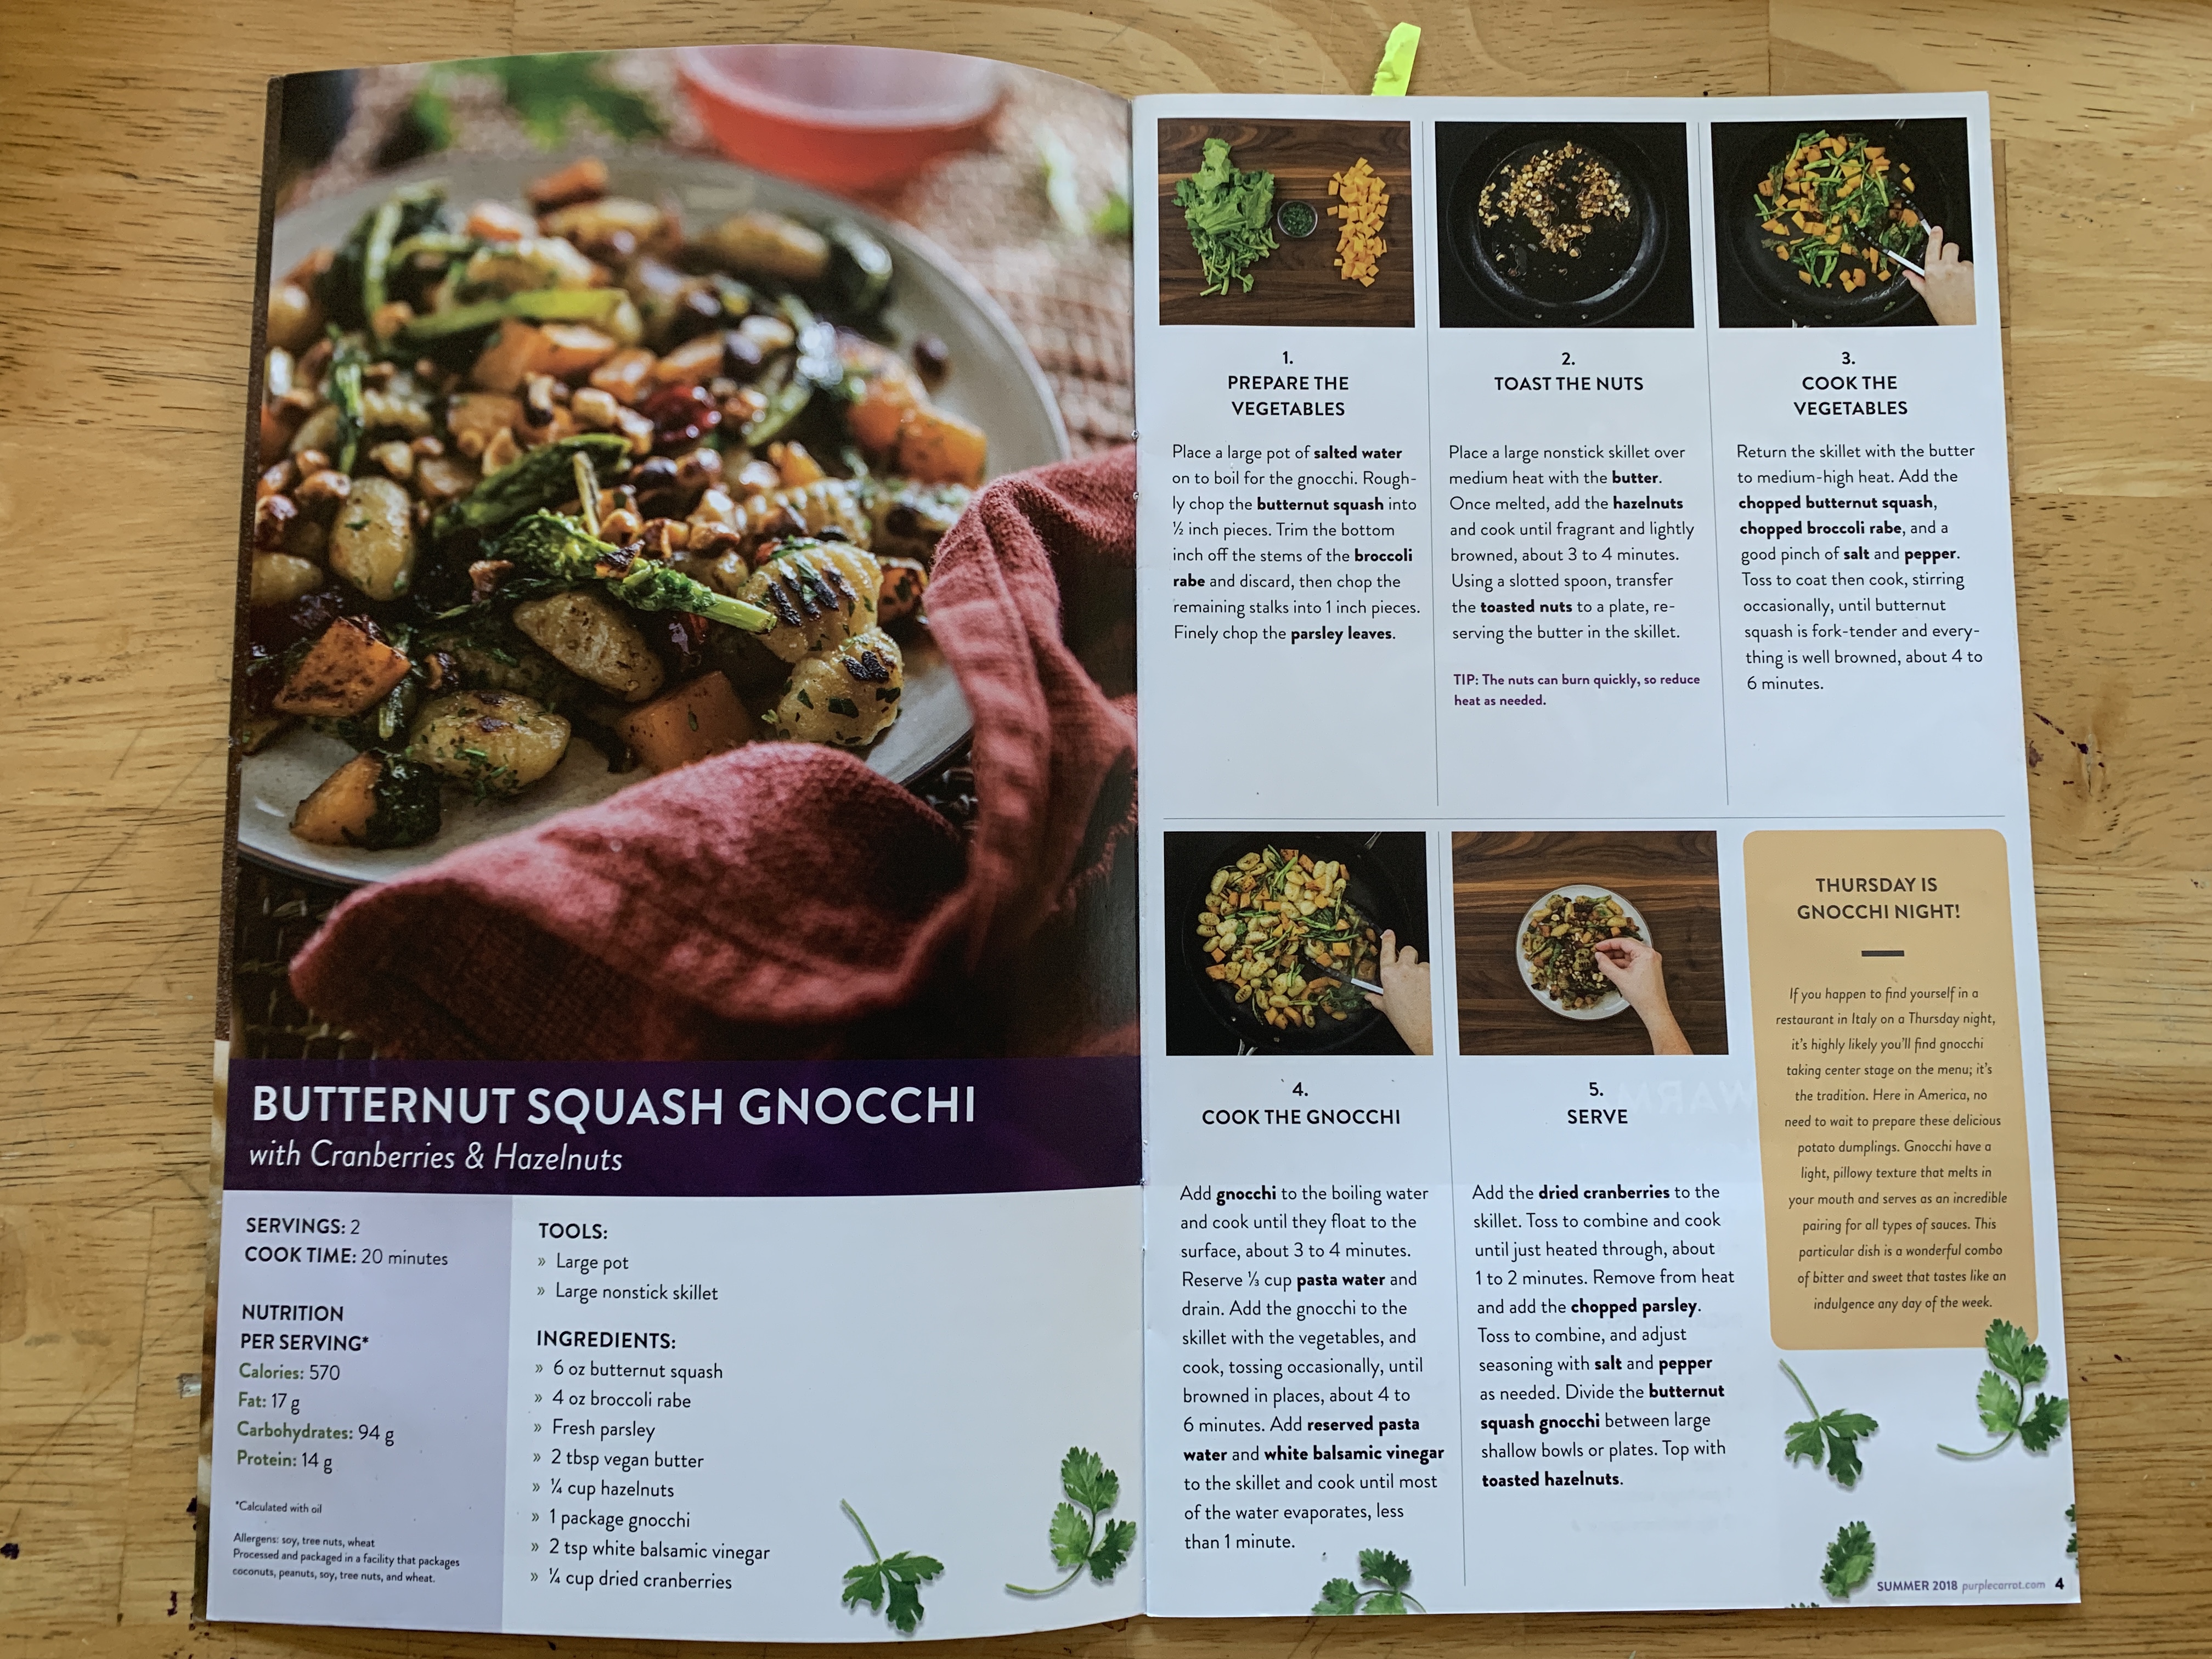 BUTTERNUT SQUASH GNOCCHI
with Cranberries & Hazelnuts
SERVINGS: 2
COOK TIME: 20 minutes
NUTRITION
PER SERVING*
Calories: 570
Fat: 17 g
Carbohydrates: 94 g
Protein: 14 g
*Calculated with oil
Allergens: soy, tree nuts, wheat
Processed and packaged in a facility that packages
coconuts, peanuts, soy, tree nuts, and wheat.
TOOLS:
» Large pot
» Large nonstick skillet
INGREDIENTS:
» 6 oz butternut squash
» 4 oz broccoli rabe
» Fresh parsley
» 2 tbsp vegan butter
» ¼ cup hazelnuts
» 1 package gnocchi
» 2 tsp white balsamic vinegar
» ¼ cup dried cranberries
1.
PREPARE THE
VEGETABLES
Place a large pot of salted water
on to boil for the gnocchi. Rough-
ly chop the butternut squash into
½ inch pieces. Trim the bottom
inch off the stems of the broccoli
rabe and discard, then chop the
remaining stalks into 1 inch pieces.
Finely chop the parsley leaves.
2.
TOAST THE NUTS
Place a large nonstick skillet over
medium heat with the butter.
Once melted, add the hazelnuts
and cook until fragrant and lightly
browned, about 3 to 4 minutes.
Using a slotted spoon, transfer
the toasted nuts to a plate, re-
serving the butter in the skillet.
TIP: The nuts can burn quickly, so reduce
heat as needed.
3.
COOK THE
VEGETABLES
Return the skillet with the butter
to medium-high heat. Add the
chopped butternut squash,
chopped broccoli rabe, and a
good pinch of salt and pepper.
Toss to coat then cook, stirring
occasionally, until butternut
squash is fork-tender and every-
thing is well browned, about 4 to
6 minutes.
4.
COOK THE GNOCCHI
Add gnocchi to the boiling water
and cook until they float to the
surface, about 3 to 4 minutes.
Reserve ⅓ cup pasta water and
drain. Add the gnocchi to the
skillet with the vegetables, and
cook, tossing occasionally, until
browned in places, about 4 to
6 minutes. Add reserved pasta
water and white balsamic vinegar
to the skillet and cook until most
of the water evaporates, less
than 1 minute.
5.
SERVE
Add the dried cranberries to the
skillet. Toss to combine and cook
until just heated through, about
1 to 2 minutes. Remove from heat
and add the chopped parsley.
Toss to combine, and adjust
seasoning with salt and pepper
as needed. Divide the butternut
squash gnocchi between large
shallow bowls or plates. Top with
toasted hazelnuts.
THURSDAY IS
GNOCCHI NIGHT!
If you happen to find yourself in a
restaurant in Italy on a Thursday night,
it's highly likely you'll find gnocchi
taking center stage on the menu; it's
the tradition. Here in America, no
need to wait to prepare these delicious
potato dumplings. Gnocchi have a
light, pillowy texture that melts in
your mouth and serves as an incredible
pairing for all types of sauces. This
particular dish is a wonderful combo
of bitter and sweet that tastes like an
indulgence any day of the week.
SUMMER 2018 purplecarrot.com 4